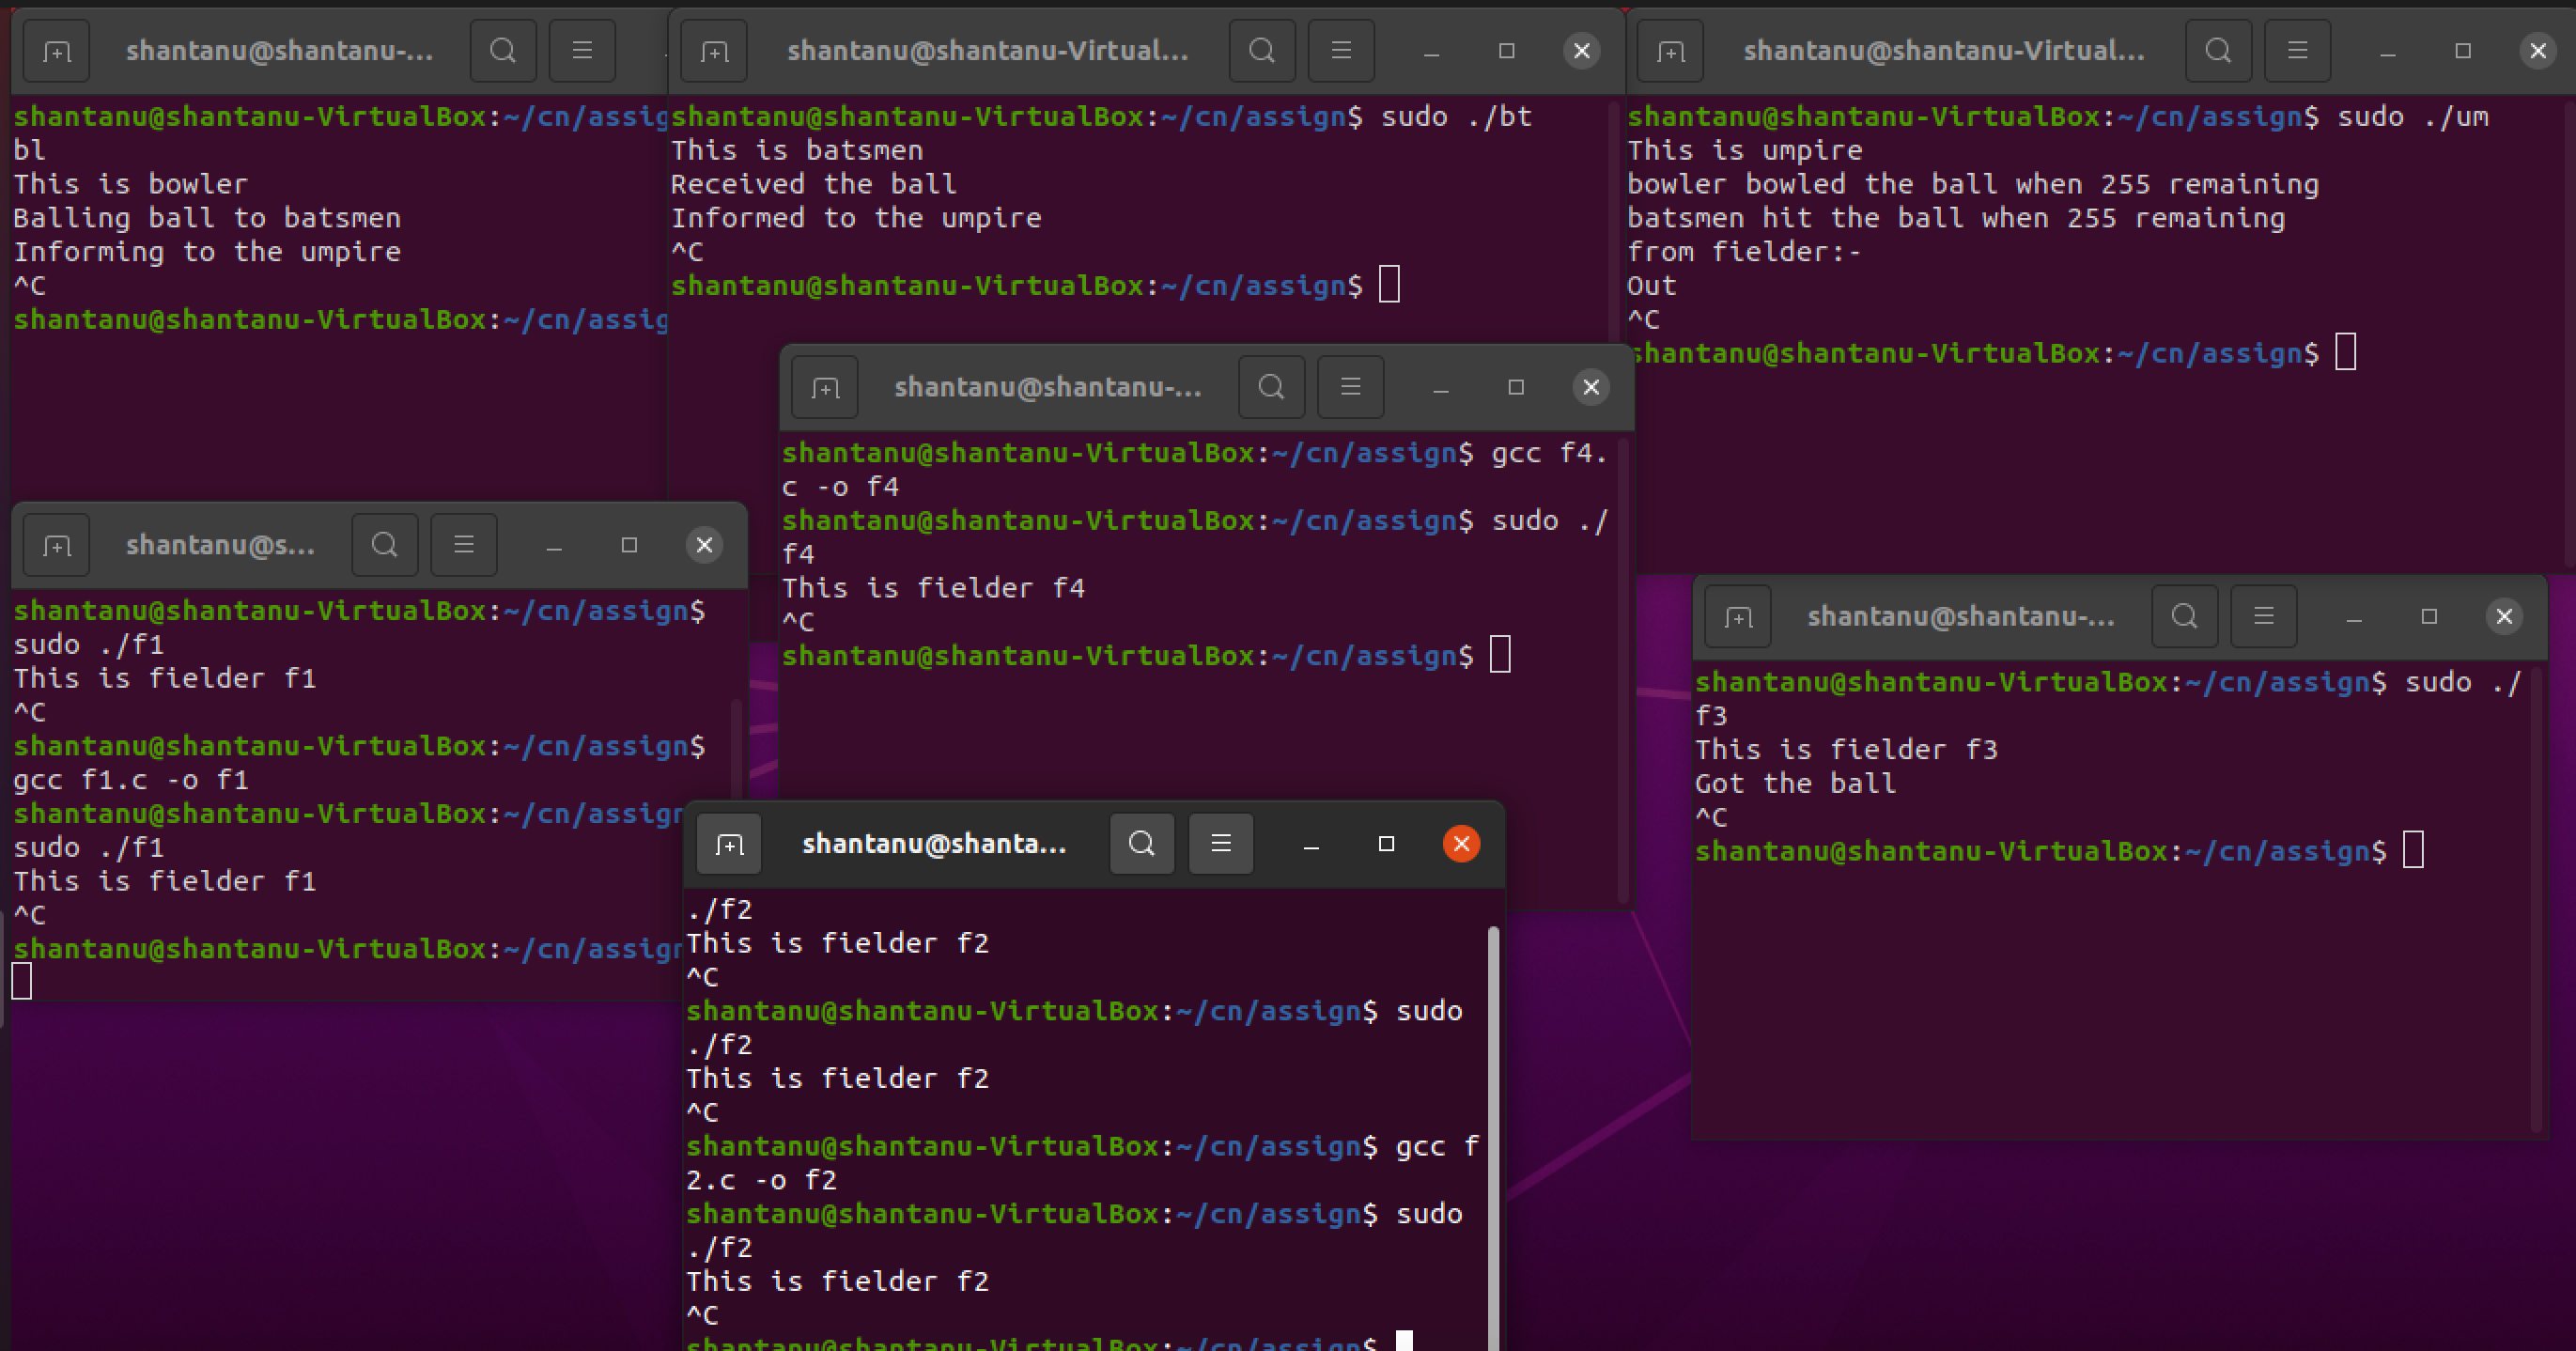 shantanu@shantanu-...
shantanu@shantanu-VirtualBox:~/cn/assig
bl
This is bowler
Balling ball to batsmen
Informing to the umpire
^C
shantanu@shantanu-VirtualBox:~/cn/assig
shantanu@shantanu-Virtual...
shantanu@shantanu-VirtualBox:~/cn/assign$ sudo ./bt
This is batsmen
Received the ball
Informed to the umpire
^C
shantanu@shantanu-VirtualBox:~/cn/assign$
shantanu@shantanu-Virtual...
shantanu@shantanu-VirtualBox:~/cn/assign$ sudo ./um
This is umpire
bowler bowled the ball when 255 remaining
batsmen hit the ball when 255 remaining
from fielder:-
Out
^C
shantanu@shantanu-VirtualBox:~/cn/assign$
shantanu@shantanu-...
shantanu@shantanu-VirtualBox:~/cn/assign$ gcc f4.
c -o f4
shantanu@shantanu-VirtualBox:~/cn/assign$ sudo ./
f4
This is fielder f4
^C
shantanu@shantanu-VirtualBox:~/cn/assign$
shantanu@s...
shantanu@shantanu-VirtualBox:~/cn/assign$
sudo ./f1
This is fielder f1
^C
shantanu@shantanu-VirtualBox:~/cn/assign$
gcc f1.c -o f1
shantanu@shantanu-VirtualBox:~/cn/assign
sudo ./f1
This is fielder f1
^C
shantanu@shantanu-VirtualBox:~/cn/assign
shantanu@shantanu-...
shantanu@shantanu-VirtualBox:~/cn/assign$ sudo ./
f3
This is fielder f3
Got the ball
^C
shantanu@shantanu-VirtualBox:~/cn/assign$
shantanu@shanta...
./f2
This is fielder f2
^C
shantanu@shantanu-VirtualBox:~/cn/assign$ sudo
./f2
This is fielder f2
^C
shantanu@shantanu-VirtualBox:~/cn/assign$ gcc f
2.c -o f2
shantanu@shantanu-VirtualBox:~/cn/assign$ sudo
./f2
This is fielder f2
^C
shantanu@shantanu-VirtualBox:~/cn/assign$